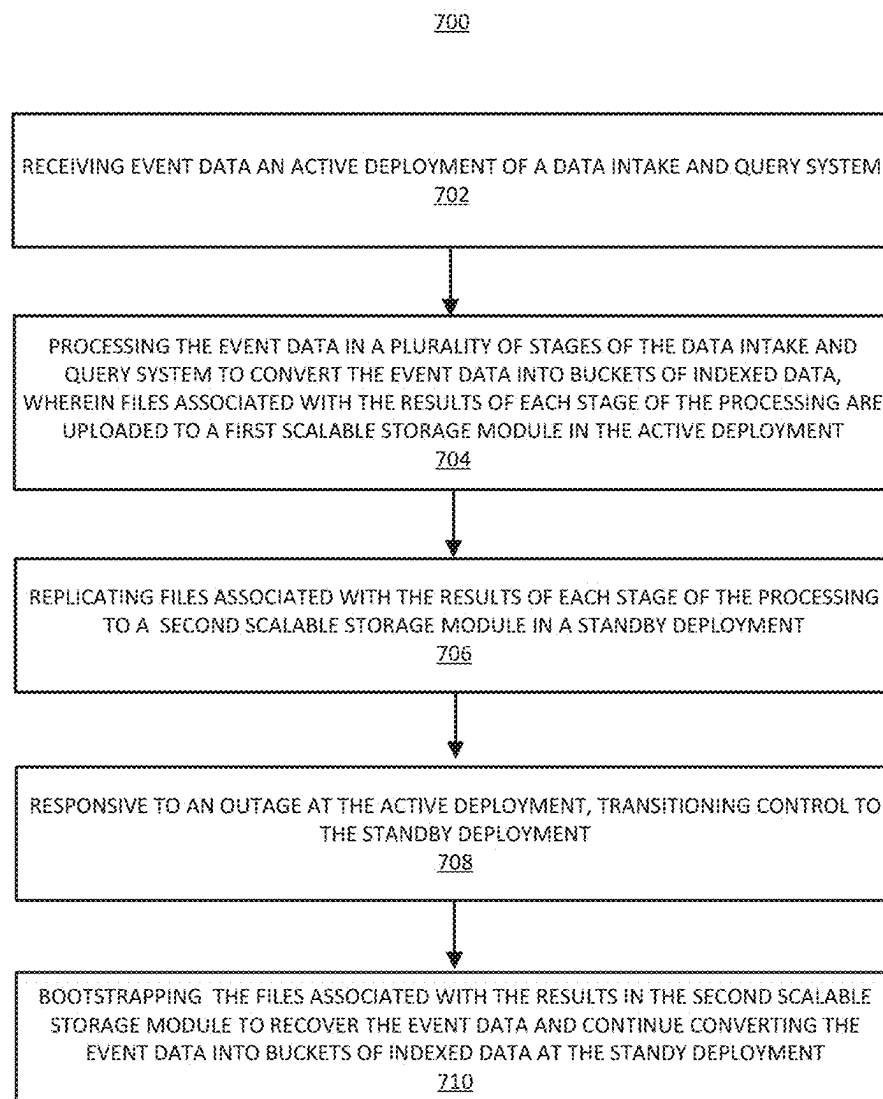 700
RECEIVING EVENT DATA AN ACTIVE DEPLOYMENT OF A DATA INTAKE AND QUERY SYSTEM
702
PROCESSING THE EVENT DATA IN A PLURALITY OF STAGES OF THE DATA INTAKE AND
QUERY SYSTEM TO CONVERT THE EVENT DATA INTO BUCKETS OF INDEXED DATA,
WHEREIN FILES ASSOCIATED WITH THE RESULTS OF EACH STAGE OF THE PROCESSING ARE
UPLOADED TO A FIRST SCALABLE STORAGE MODULE IN THE ACTIVE DEPLOYMENT
704
REPLICATING FILES ASSOCIATED WITH THE RESULTS OF EACH STAGE OF THE PROCESSING
TO A SECOND SCALABLE STORAGE MODULE IN A STANDBY DEPLOYMENT
706
RESPONSIVE TO AN OUTAGE AT THE ACTIVE DEPLOYMENT, TRANSITIONING CONTROL TO
THE STANDBY DEPLOYMENT
708
BOOTSTRAPPING THE FILES ASSOCIATED WITH THE RESULTS IN THE SECOND SCALABLE
STORAGE MODULE TO RECOVER THE EVENT DATA AND CONTINUE CONVERTING THE
EVENT DATA INTO BUCKETS OF INDEXED DATA AT THE STANDY DEPLOYMENT
710